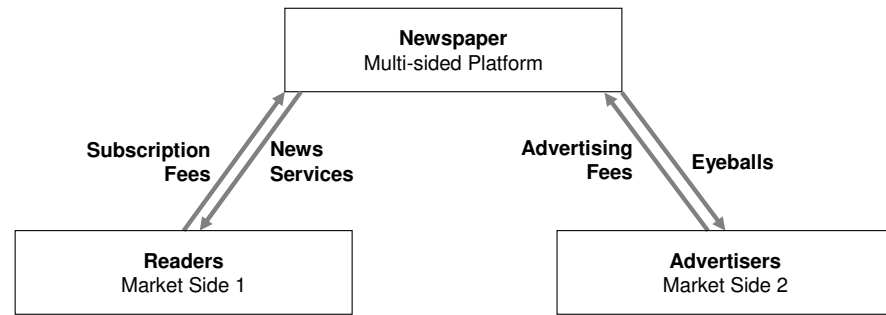 Newspaper
Multi-sided Platform
Subscription
Fees
News
Services
Advertising
Fees
Eyeballs
Readers
Market Side 1
Advertisers
Market Side 2